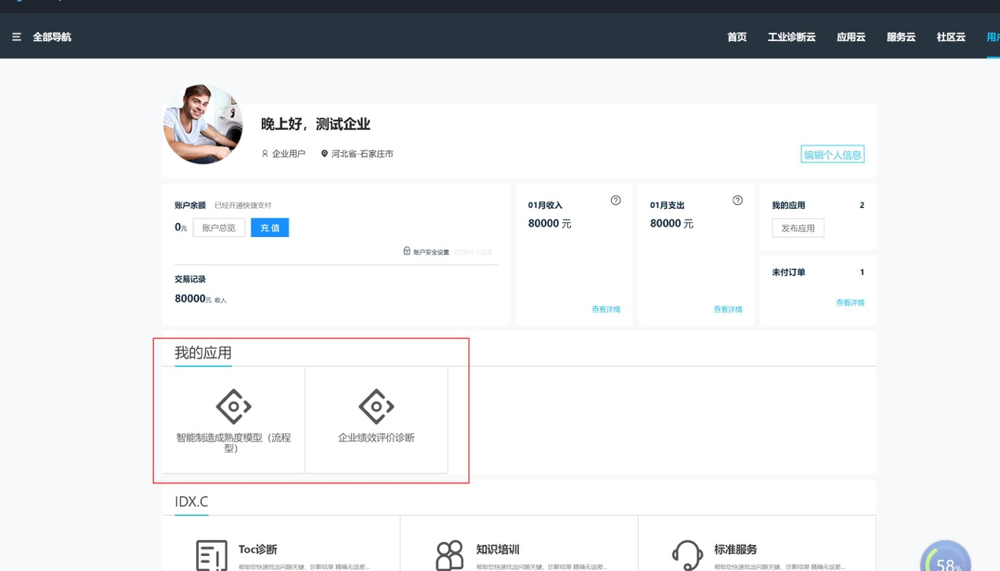 全部导航
首页
工业诊断云
应用云
服务云
社区云
用户
晚上好，测试企业
企业用户
河北省-石家庄市
编辑个人信息
账户余额 已经开通快捷支付
0元
账户总览
充 值
账户安全设置
交易记录
80000元 收入
01月收入
80000 元
查看详情
01月支出
80000 元
查看详情
我的应用 2
发布应用
未付订单 1
查看详情
我的应用
智能制造成熟度模型（流程
型）
企业绩效评价诊断
IDX.C
Toc诊断
帮助您快速找出问题关键，诊断结果 精确无误差...
知识培训
帮助您快速找出问题关键，诊断结果 精确无误差...
标准服务
帮助您快速找出问题关键，诊断结果 精确无误差...
58%